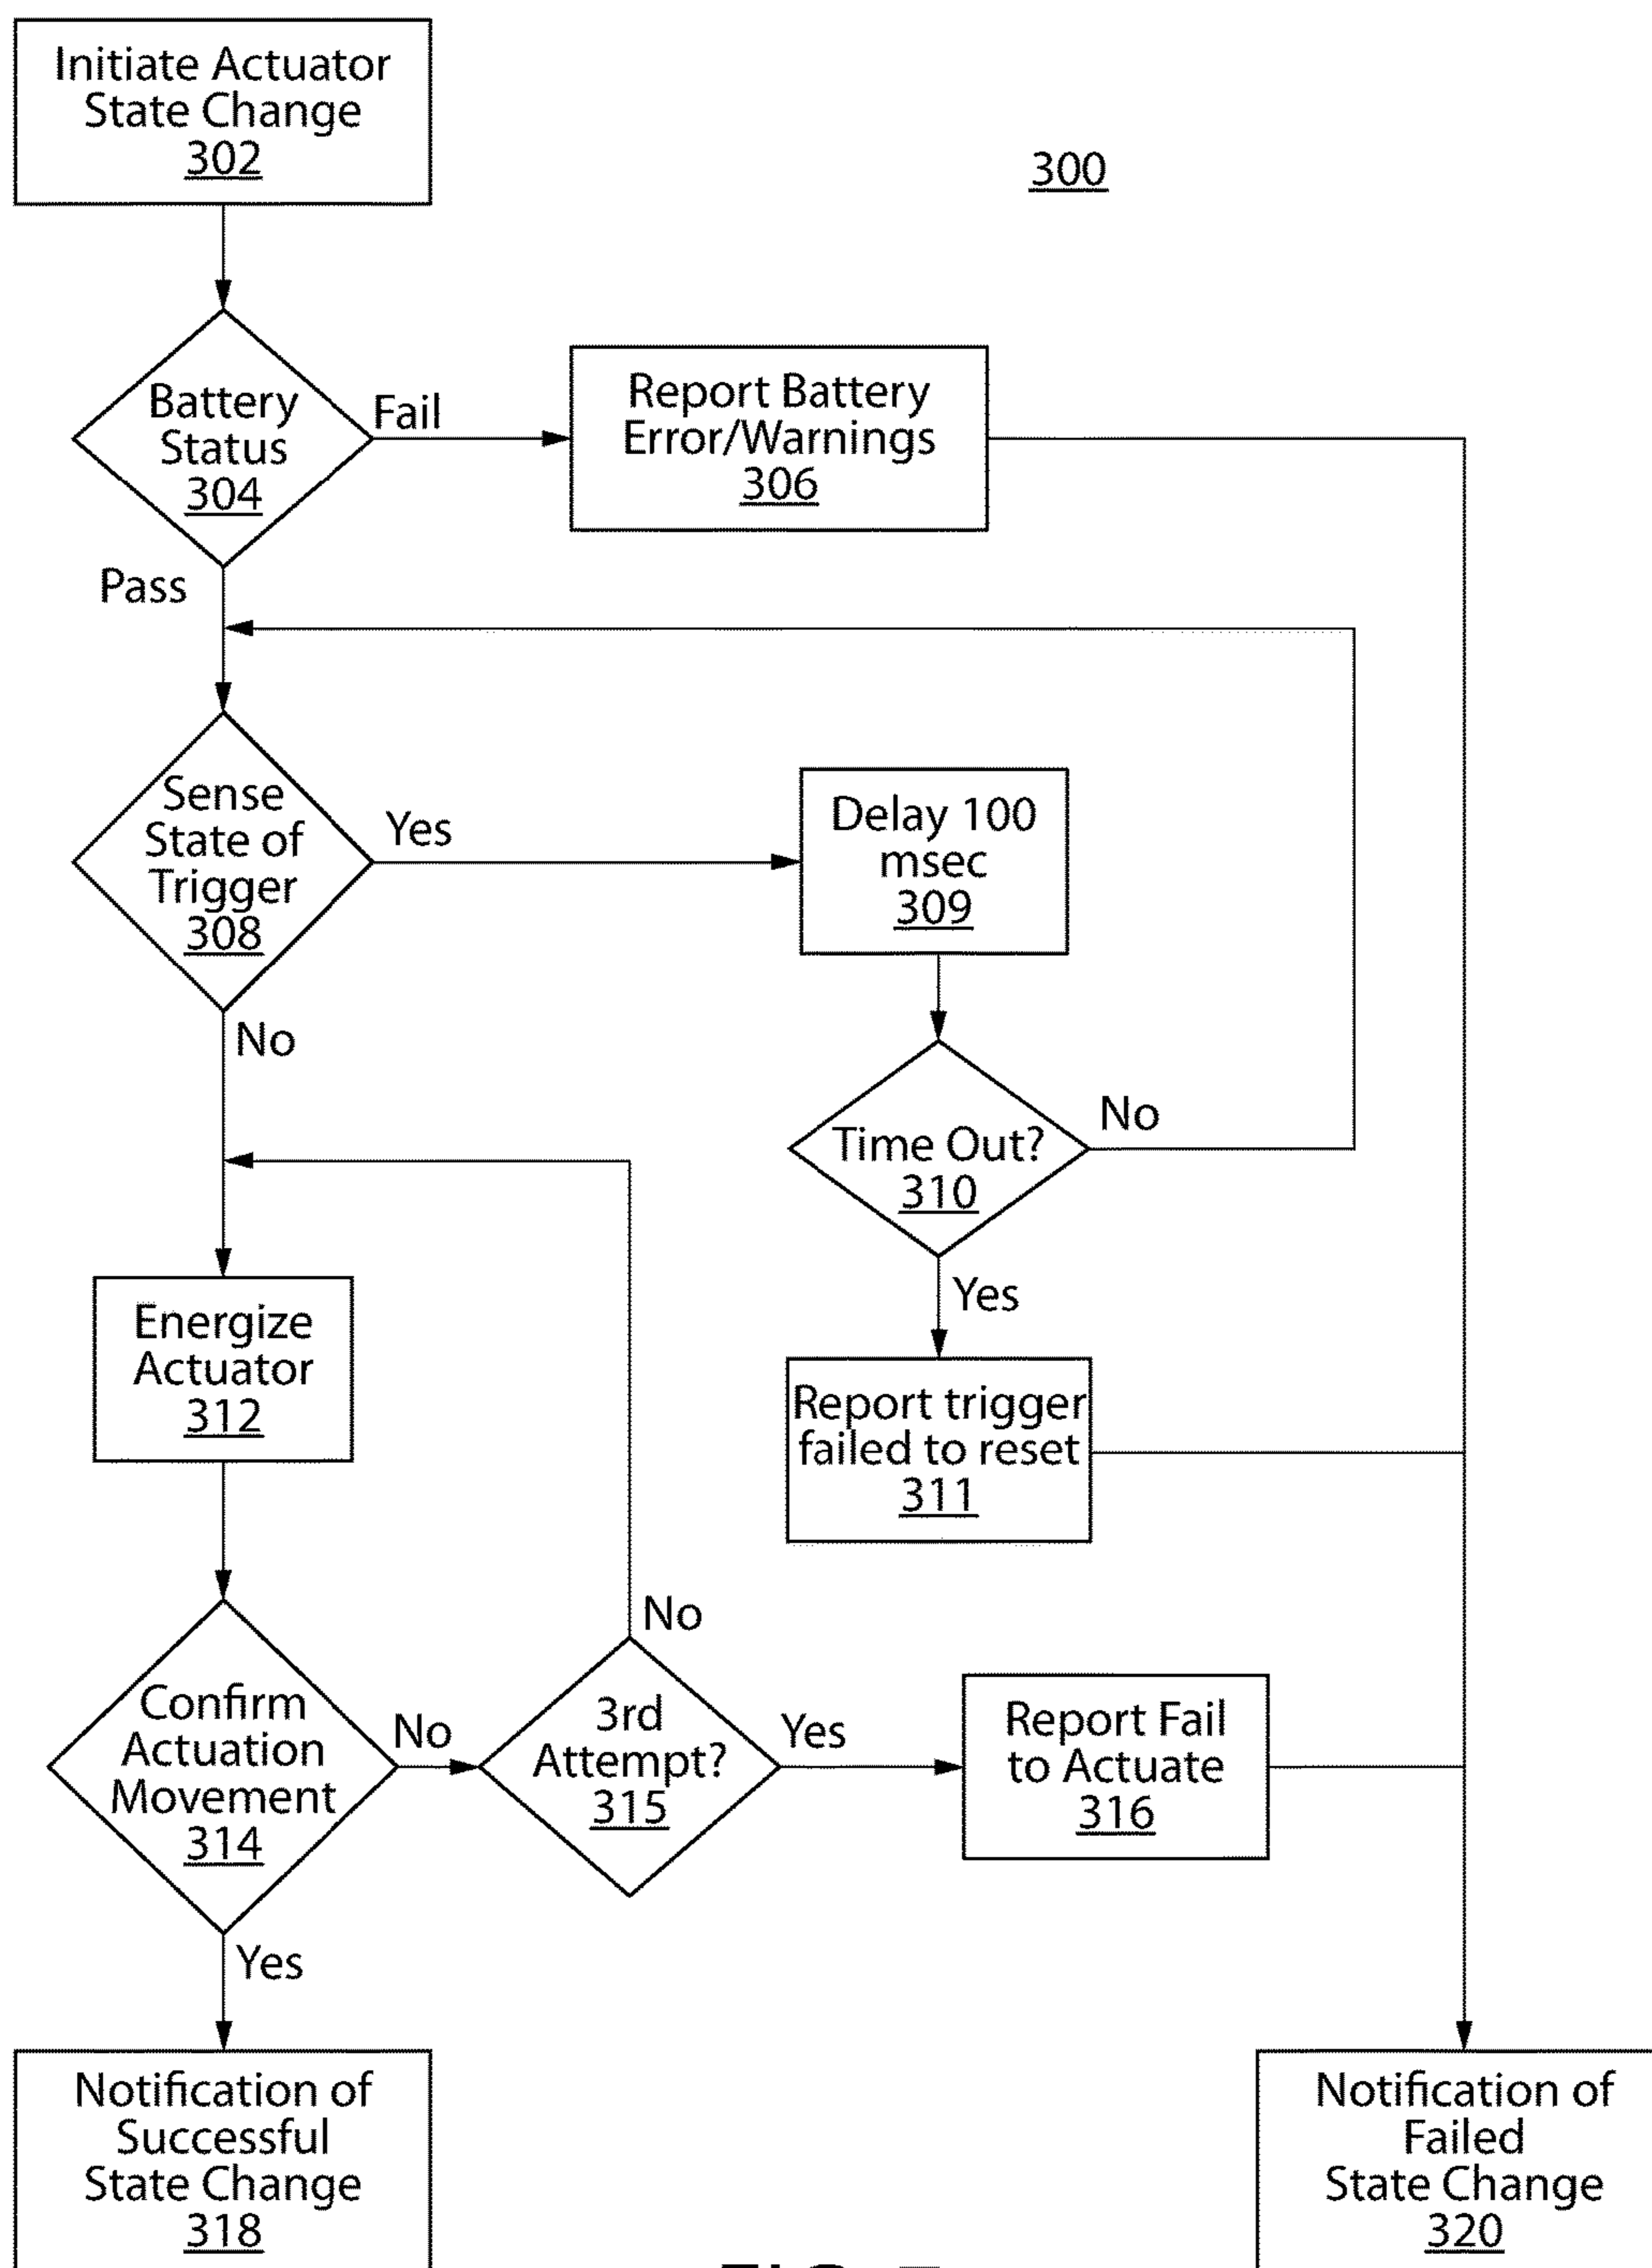 Initiate Actuator
State Change
302
300
Battery
Status
304
Fail
Report Battery
Error/Warnings
306
Pass
Sense
State of
Trigger
308
Yes
Delay 100
msec
309
No
Time Out?
310
No
Yes
Energize
Actuator
312
Report trigger
failed to reset
311
No
Confirm
Actuation
Movement
314
No
3rd
Attempt?
315
Yes
Report Fail
to Actuate
316
Yes
Notification of
Successful
State Change
318
Notification of
Failed
State Change
320